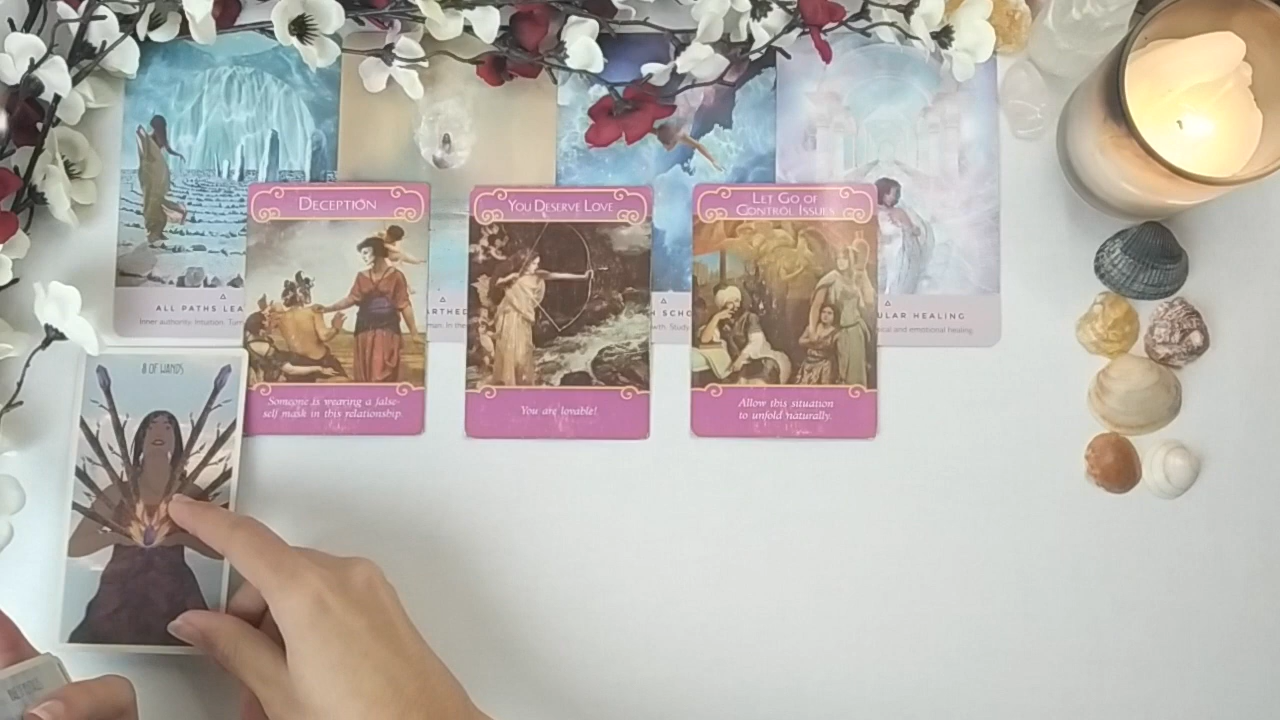 ALL PATHS LEA
Inner authority. Intuition.
ULAR HEALING
ical and emotional healing.
DECEPTION
Someone is wearing a false-
self mask in this relationship.
YOU DESERVE LOVE
You are lovable!
LET GO OF
CONTROL ISSUES
Allow this situation
to unfold naturally.
8 OF WANDS